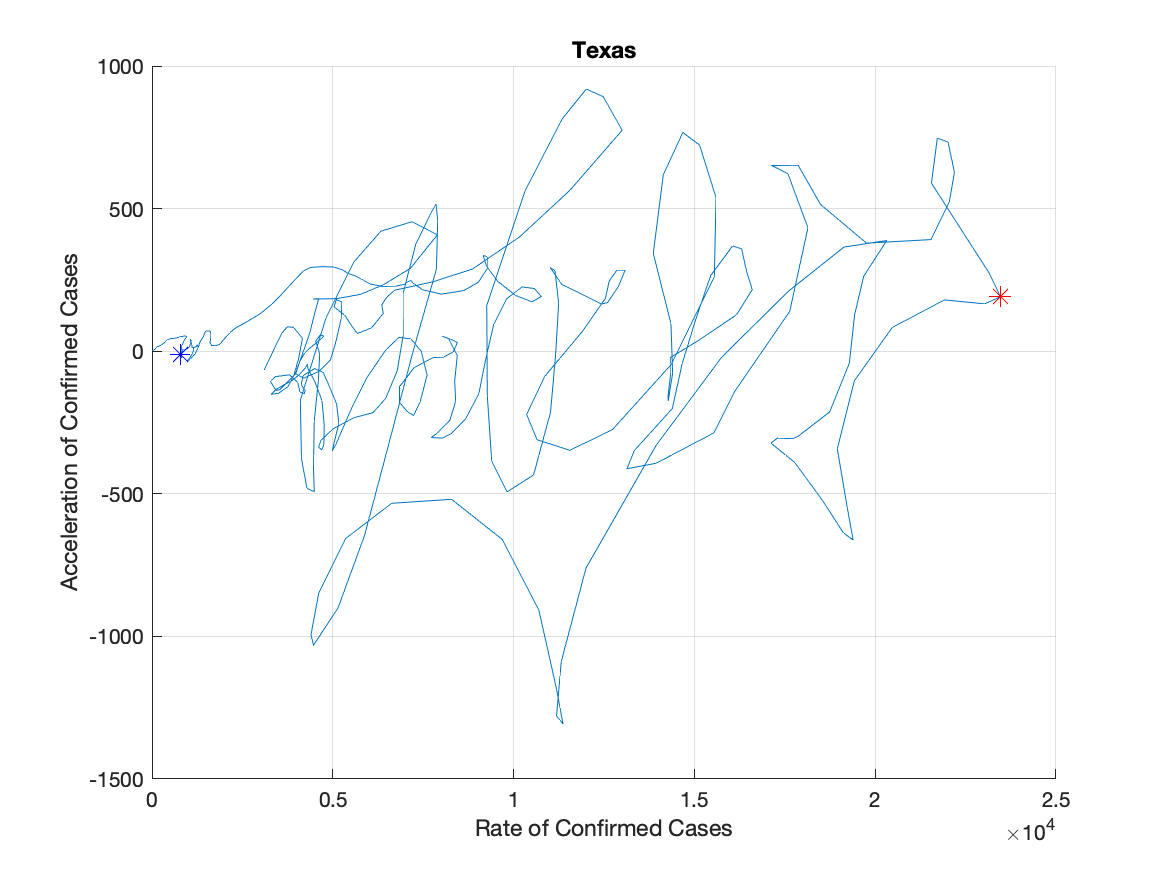 Texas
1000
500
0
-500
-1000
-1500
Acceleration of Confirmed Cases
0 0.5 1 1.5 2 2.5
×10^4
Rate of Confirmed Cases